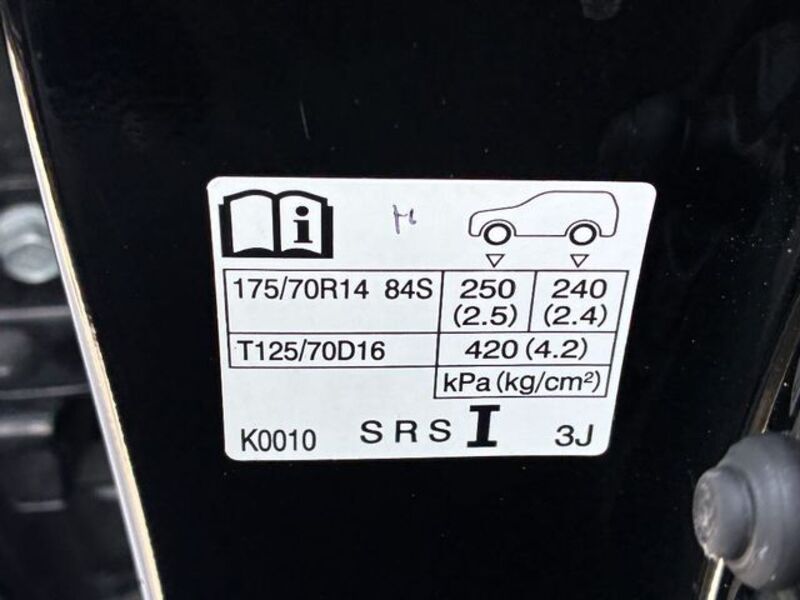 i
175/70R14 84S 250 (2.5) 240 (2.4)
T125/70D16 420 (4.2)
kPa (kg/cm²)
K0010 SRS I 3J